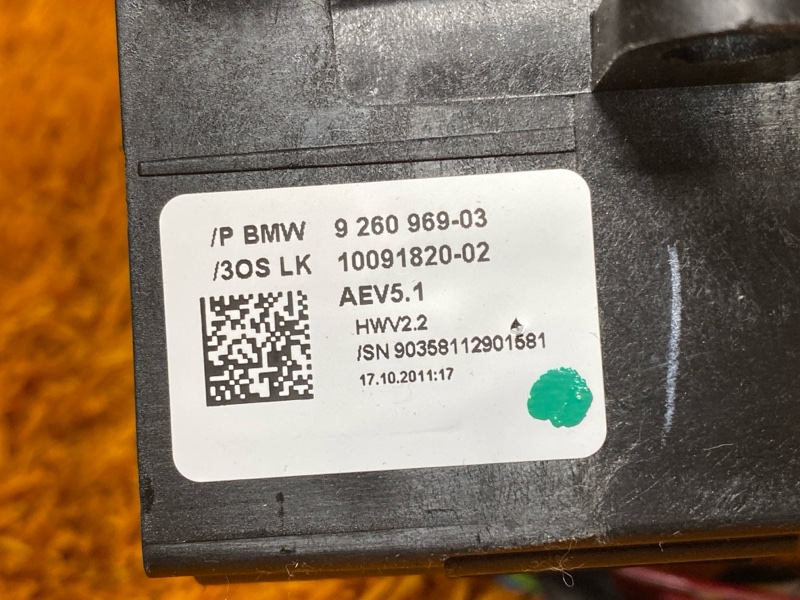 /P BMW 9 260 969-03
/3OS LK 10091820-02
AEV5.1
HWV2.2
/SN 90358112901581
17.10.2011:17